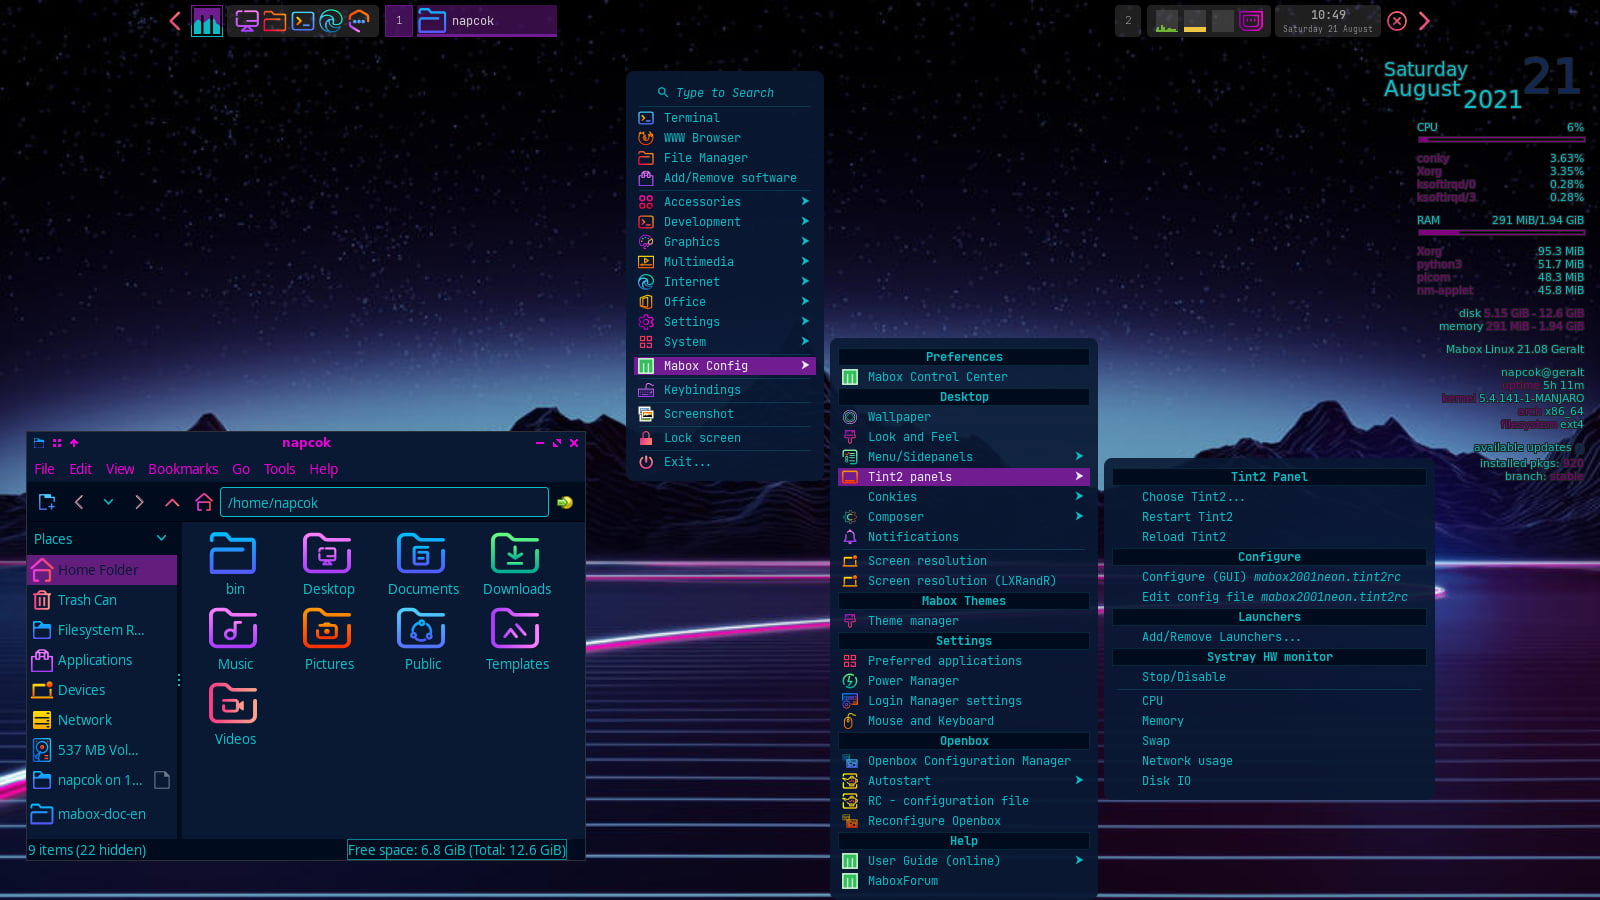 1
napcok
2
10:49
Saturday 21 August
Saturday
August
2021
21
CPU 6%
conky 3.63%
Xorg 3.35%
ksoftirqd/0 0.28%
ksoftirqd/3 0.28%
RAM 291 MiB/1.94 GiB
Xorg 95.3 MiB
python3 51.7 MiB
picom 48.3 MiB
nm-applet 45.8 MiB
disk 5.15 GiB - 12.6 GiB
memory 291 MiB - 1.94 GiB
Mabox Linux 21.08 Geralt
napcok@geralt
uptime 5h 11m
kernel 5.4.141-1-MANJARO
arch x86_64
filesystem ext4
available updates
installed pkgs: 920
branch: stable
Type to Search
Terminal
WWW Browser
File Manager
Add/Remove software
Accessories
Development
Graphics
Multimedia
Internet
Office
Settings
System
Mabox Config
Keybindings
Screenshot
Lock screen
Exit...
Preferences
Mabox Control Center
Desktop
Wallpaper
Look and Feel
Menu/Sidepanels
Tint2 panels
Conkies
Composer
Notifications
Screen resolution
Screen resolution (LXRandR)
Mabox Themes
Theme manager
Settings
Preferred applications
Power Manager
Login Manager settings
Mouse and Keyboard
Openbox
Openbox Configuration Manager
Autostart
RC - configuration file
Reconfigure Openbox
Help
User Guide (online)
MaboxForum
Tint2 Panel
Choose Tint2...
Restart Tint2
Reload Tint2
Configure
Configure (GUI) mabox2001neon.tint2rc
Edit config file mabox2001neon.tint2rc
Launchers
Add/Remove Launchers...
Systray HW monitor
Stop/Disable
CPU
Memory
Swap
Network usage
Disk IO
napcok
File Edit View Bookmarks Go Tools Help
/home/napcok
Places
Home Folder
Trash Can
Filesystem R...
Applications
Devices
Network
537 MB Vol...
napcok on 1...
mabox-doc-en
bin
Desktop
Documents
Downloads
Music
Pictures
Public
Templates
Videos
9 items (22 hidden)
Free space: 6.8 GiB (Total: 12.6 GiB)